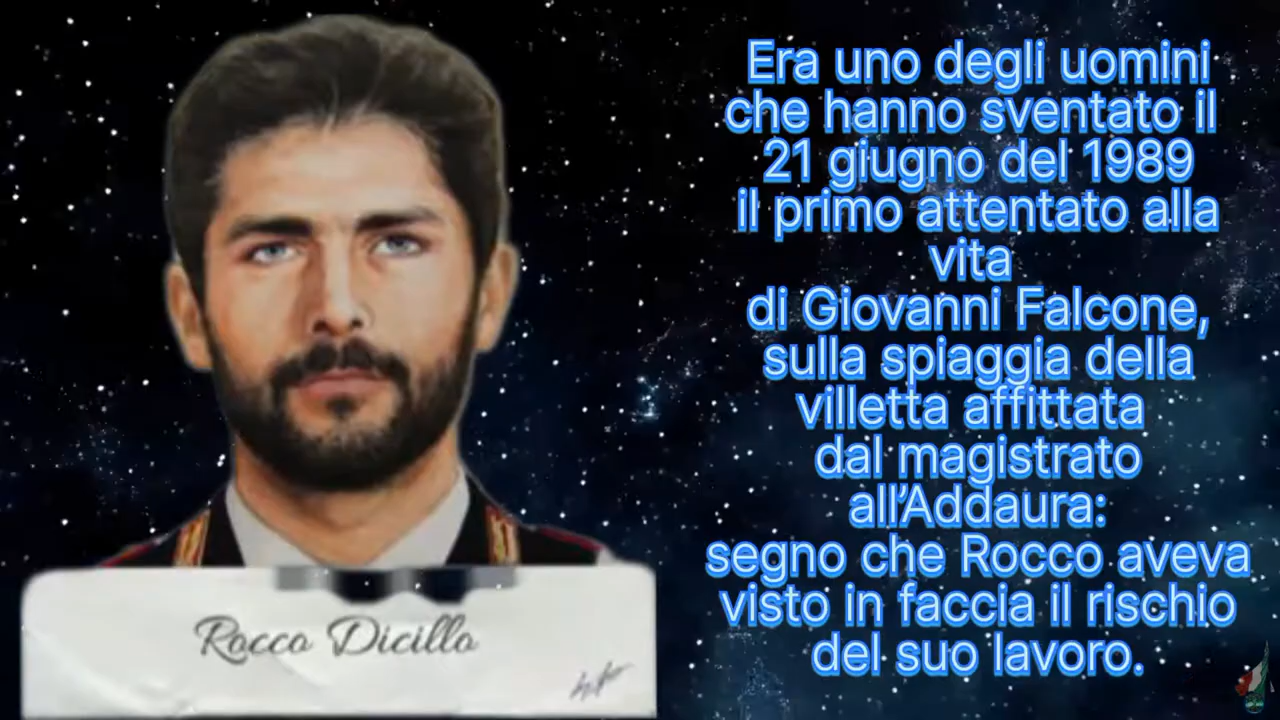 Era uno degli uomini
che hanno sventato il
21 giugno del 1989
il primo attentato alla
vita
di Giovanni Falcone,
sulla spiaggia della
villetta affittata
dal magistrato
all'Addaura:
segno che Rocco aveva
visto in faccia il rischio
del suo lavoro.
Rocco Dicillo